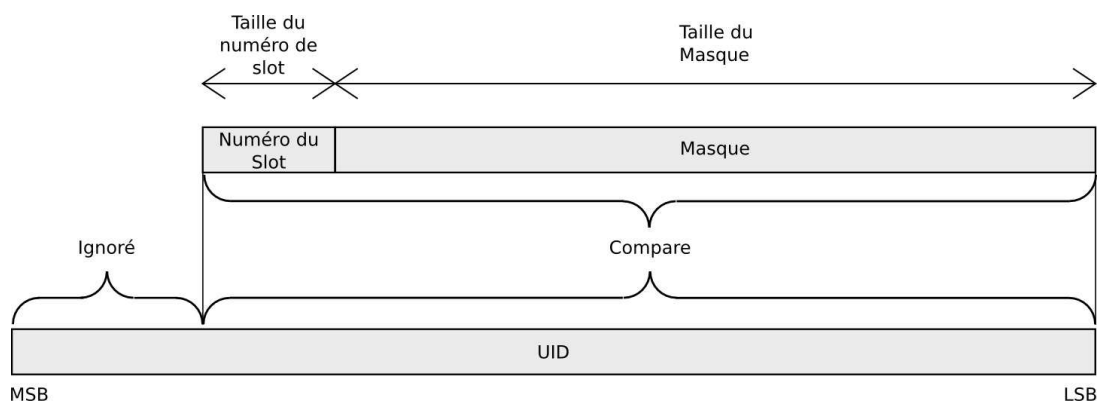 Taille du
numéro de
slot
Taille du
Masque
Numéro du
Slot
Masque
Ignoré
Compare
UID
MSB
LSB